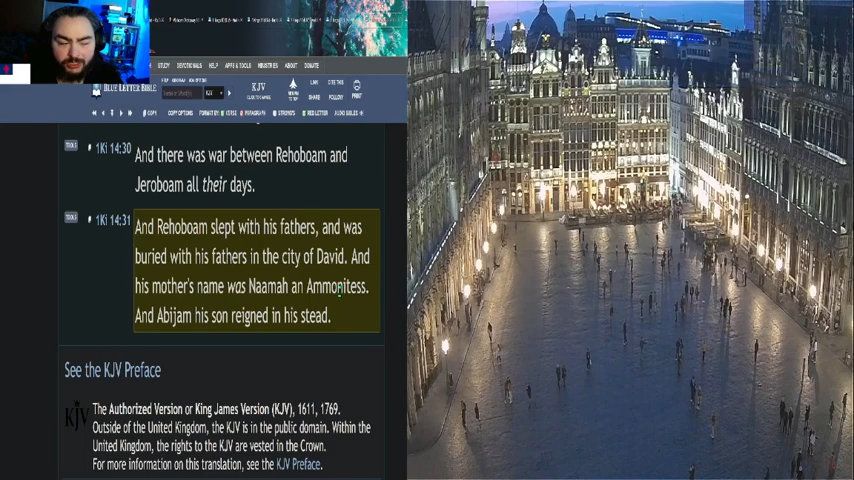 STUDY DEVOTIONALS HELP APPS & TOOLS MINISTRIES ABOUT DONATE
BLUE LETTER BIBLE
KJV
LINK
CITE THIS
SHARE
FOLLOW
PRINT
COPY COPY OPTIONS
VERSE PARAGRAPH STRONG'S RED LETTER AUDIO BIBLES
TOOLS 1Ki 14:30 And there was war between Rehoboam and
Jeroboam all their days.
TOOLS 1Ki 14:31 And Rehoboam slept with his fathers, and was
buried with his fathers in the city of David. And
his mother's name was Naamah an Ammonitess.
And Abijam his son reigned in his stead.
See the KJV Preface
KJV
The Authorized Version or King James Version (KJV), 1611, 1769.
Outside of the United Kingdom, the KJV is in the public domain. Within the
United Kingdom, the rights to the KJV are vested in the Crown.
For more information on this translation, see the KJV Preface.